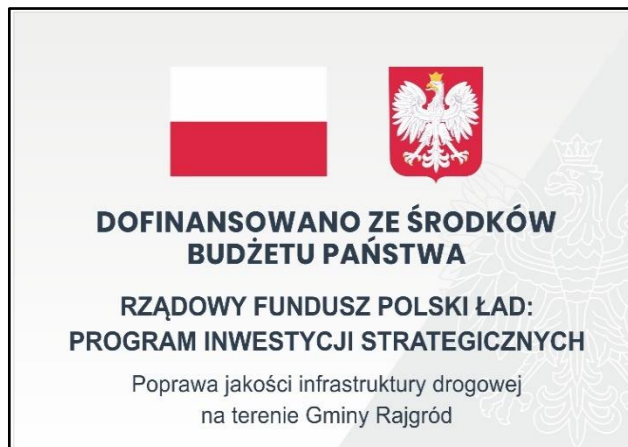 DOFINANSOWANO ZE ŚRODKÓW
BUDŻETU PAŃSTWA
RZĄDOWY FUNDUSZ POLSKI ŁAD:
PROGRAM INWESTYCJI STRATEGICZNYCH
Poprawa jakości infrastruktury drogowej
na terenie Gminy Rajgród